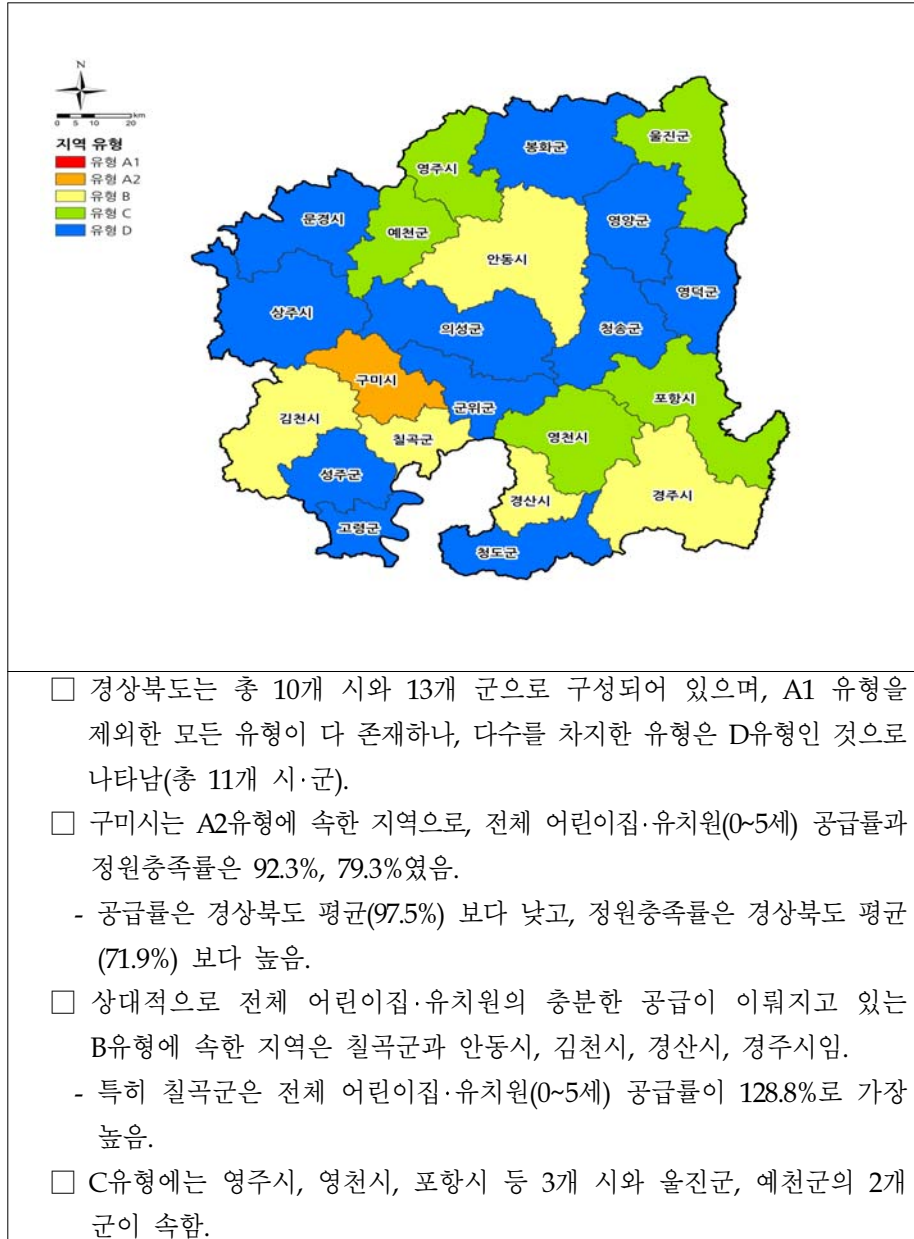 N
0 5 10 20 km
지역 유형
유형 A1
유형 A2
유형 B
유형 C
유형 D
봉화군
울진군
영주시
문경시
예천군
영양군
안동시
영덕군
상주시
의성군
청송군
구미시
군위군
포항시
김천시
칠곡군
영천시
성주군
경산시
경주시
고령군
청도군
□ 경상북도는 총 10개 시와 13개 군으로 구성되어 있으며, A1 유형을
제외한 모든 유형이 다 존재하나, 다수를 차지한 유형은 D유형인 것으로
나타남(총 11개 시·군).
□ 구미시는 A2유형에 속한 지역으로, 전체 어린이집·유치원(0~5세) 공급률과
정원충족률은 92.3%, 79.3%였음.
- 공급률은 경상북도 평균(97.5%) 보다 낮고, 정원충족률은 경상북도 평균
(71.9%) 보다 높음.
□ 상대적으로 전체 어린이집·유치원의 충분한 공급이 이뤄지고 있는
B유형에 속한 지역은 칠곡군과 안동시, 김천시, 경산시, 경주시임.
- 특히 칠곡군은 전체 어린이집·유치원(0~5세) 공급률이 128.8%로 가장
높음.
□ C유형에는 영주시, 영천시, 포항시 등 3개 시와 울진군, 예천군의 2개
군이 속함.